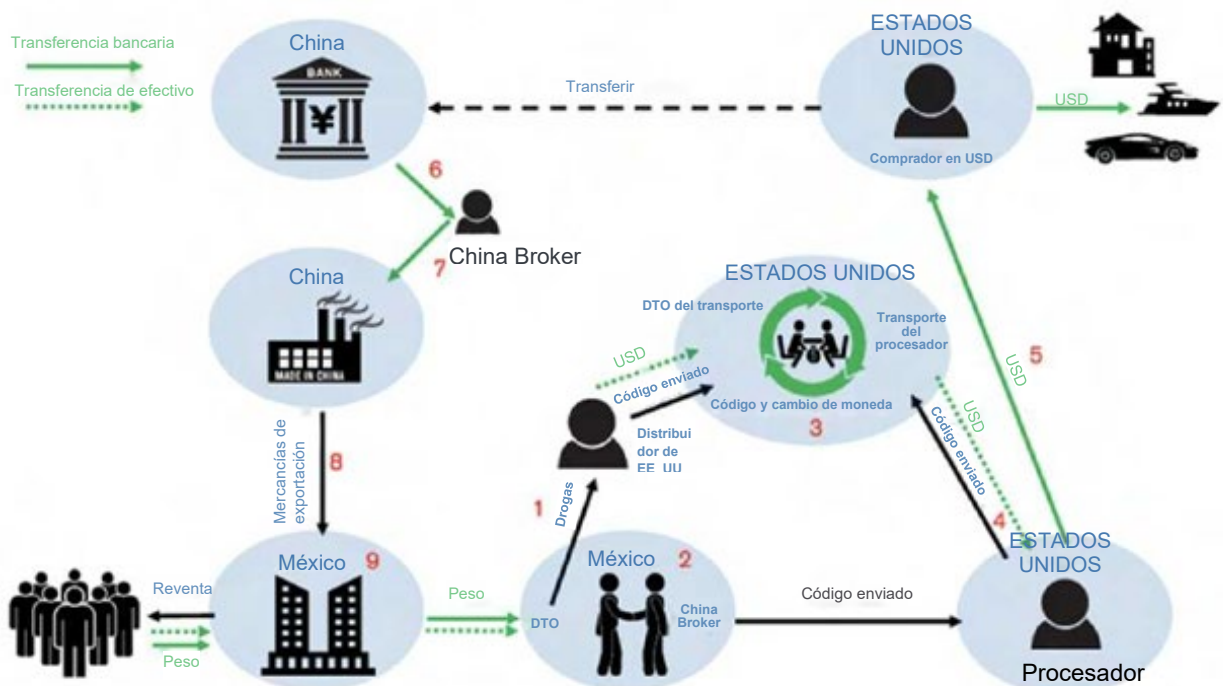 Transferencia bancaria
Transferencia de efectivo
China
BANK
¥
Transferir
ESTADOS
UNIDOS
Comprador en USD
USD
6
China Broker
7
China
MADE IN CHINA
ESTADOS UNIDOS
DTO del transporte
Transporte
del
procesador
Código y cambio de moneda
3
USD
Código enviado
Distribui
dor de
EE UU
USD
Código enviado
5
USD
Mercancías de
exportación
8
1
Drogas
4
México
9
Reventa
Peso
Peso
México
2
DTO
China
Broker
Código enviado
ESTADOS
UNIDOS
Procesador